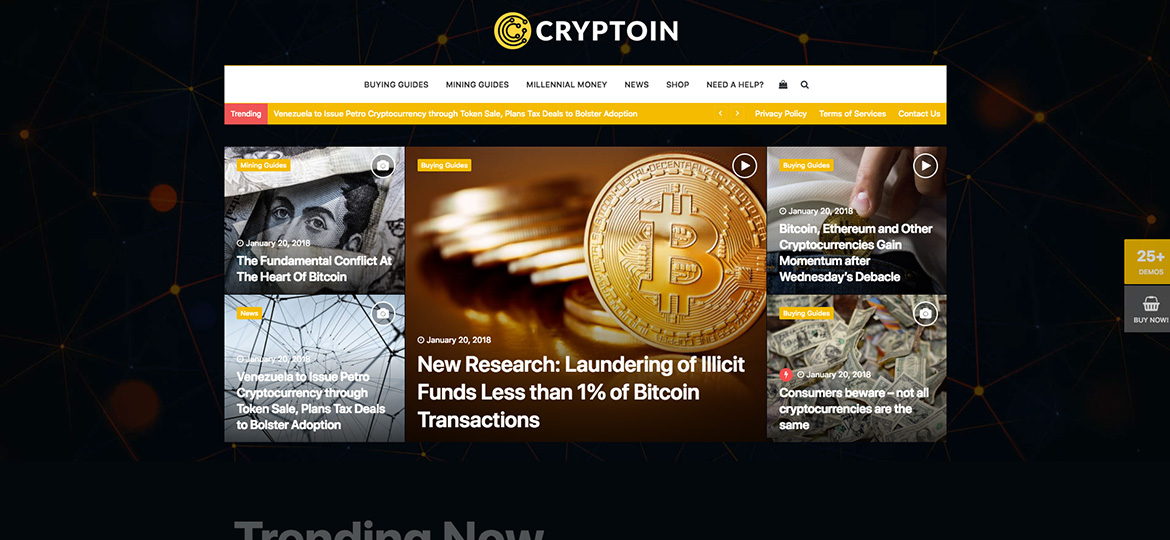 CRYPTOIN
BUYING GUIDES MINING GUIDES MILLENNIAL MONEY NEWS SHOP NEED A HELP?
Trending Venezuela to Issue Petro Cryptocurrency through Token Sale, Plans Tax Deals to Bolster Adoption Privacy Policy Terms of Services Contact Us
Mining Guides
January 20, 2018
The Fundamental Conflict At
The Heart Of Bitcoin
News
January 20, 2018
Venezuela to Issue Petro
Cryptocurrency through
Token Sale, Plans Tax Deals
to Bolster Adoption
Buying Guides
DIGITAL DECENTRALIZED
January 20, 2018
New Research: Laundering of Illicit
Funds Less than 1% of Bitcoin
Transactions
Buying Guides
January 20, 2018
Bitcoin, Ethereum and Other
Cryptocurrencies Gain
Momentum after
Wednesday's Debacle
Buying Guides
January 20, 2018
Consumers beware – not all
cryptocurrencies are the
same
25+
DEMOS
BUY NOW!
Trending Now